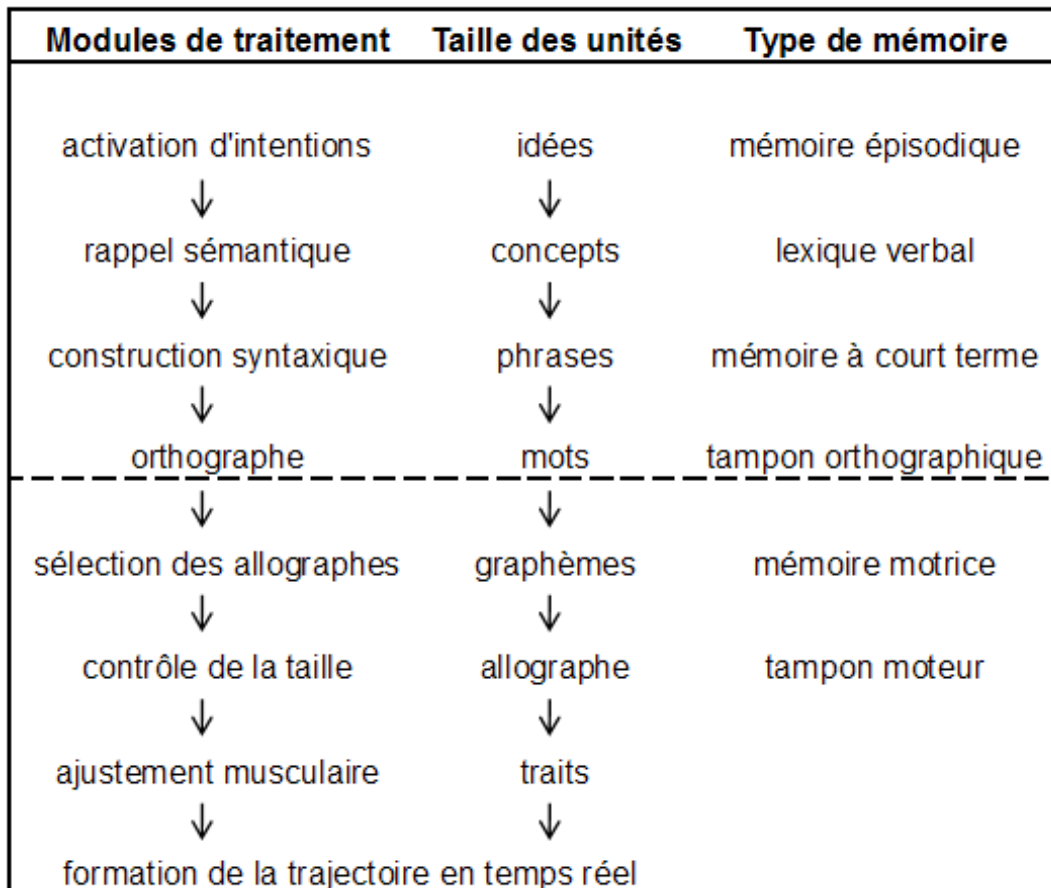 Modules de traitement Taille des unités Type de mémoire
activation d'intentions idées mémoire épisodique
rappel sémantique concepts lexique verbal
construction syntaxique phrases mémoire à court terme
orthographe mots tampon orthographique
sélection des allographes graphèmes mémoire motrice
contrôle de la taille allographe tampon moteur
ajustement musculaire traits
formation de la trajectoire en temps réel